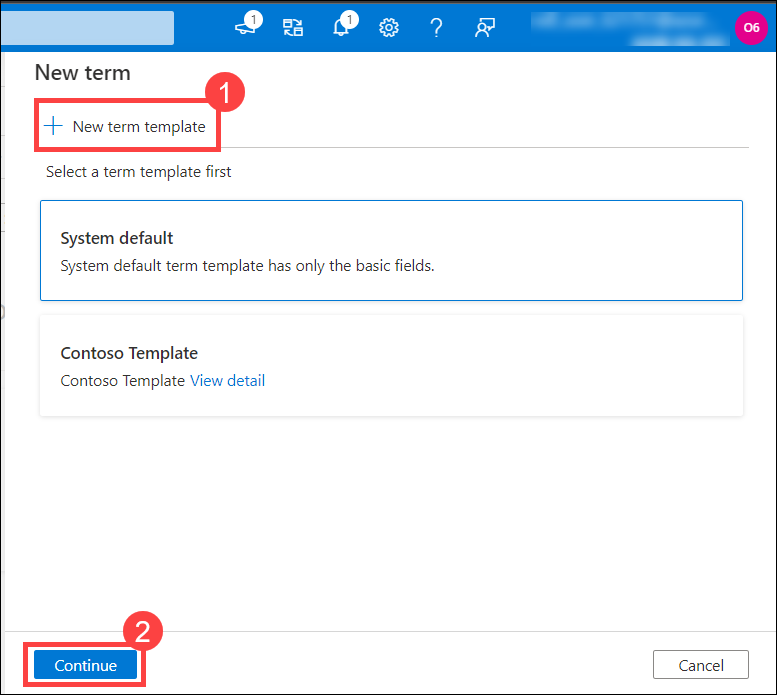 1
1
O6
New term
1
New term template
Select a term template first
System default
System default term template has only the basic fields.
Contoso Template
Contoso Template View detail
2
Continue
Cancel